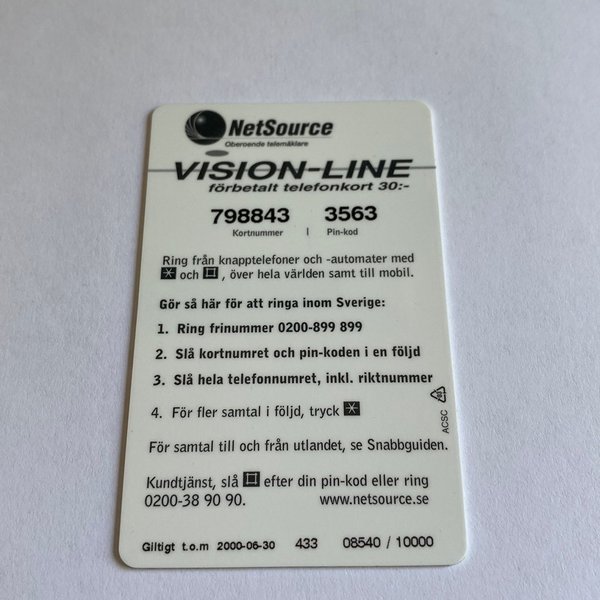 NetSource
Oberoende telemäklare
VISION-LINE
förbetalt telefonkort 30:-
798843 3563
Kortnummer | Pin-kod
Ring från knapptelefoner och -automater med
* och #, över hela världen samt till mobil.
Gör så här för att ringa inom Sverige:
1. Ring frinummer 0200-899 899
2. Slå kortnumret och pin-koden i en följd
3. Slå hela telefonnumret, inkl. riktnummer
4. För fler samtal i följd, tryck *
ACSC
För samtal till och från utlandet, se Snabbguiden.
Kundtjänst, slå # efter din pin-kod eller ring
0200-38 90 90. www.netsource.se
Giltigt t.o.m 2000-06-30 433 08540 / 10000